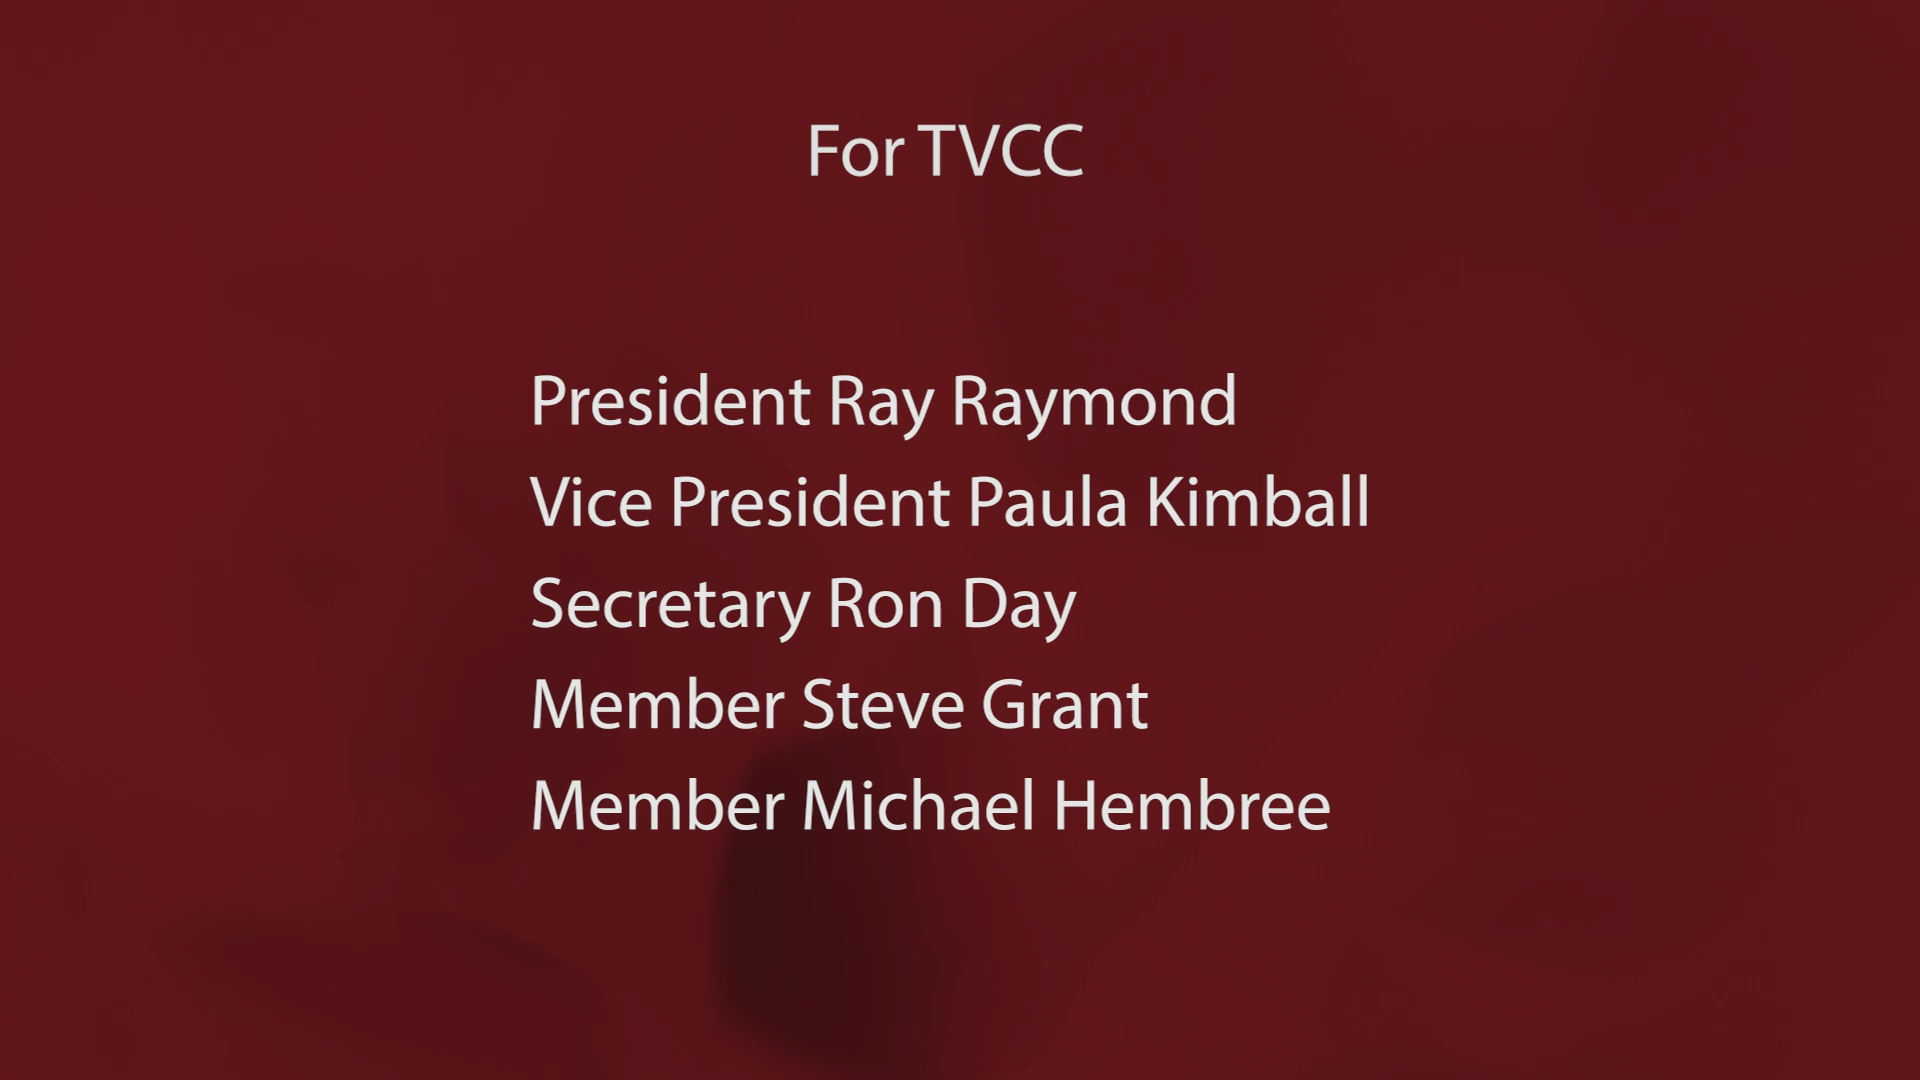 For TVCC
President Ray Raymond
Vice President Paula Kimball
Secretary Ron Day
Member Steve Grant
Member Michael Hembree